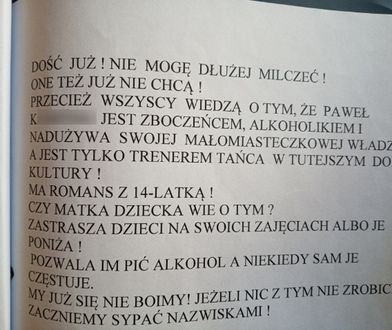 DOŚĆ JUŻ ! NIE MOGĘ DŁUŻEJ MILCZEĆ !
ONE TEŻ JUŻ NIE CHCĄ !
PRZECIEŻ WSZYSCY WIEDZĄ O TYM, ŻE PAWEŁ
K JEST ZBOCZEŃCEM, ALKOHOLIKIEM I
NADUŻYWA SWOJEJ MAŁOMIASTECZKOWEJ WŁADZ
A JEST TYLKO TRENEREM TAŃCA W TUTEJSZYM DO
KULTURY !
MA ROMANS Z 14-LATKĄ !
CZY MATKA DZIECKA WIE O TYM ?
ZASTRASZA DZIECI NA SWOICH ZAJĘCIACH ALBO JE
PONIŻA !
POZWALA IM PIĆ ALKOHOL A NIEKIEDY SAM JE
CZĘSTUJE.
MY JUŻ SIĘ NIE BOIMY! JEŻELI NIC Z TYM NIE ZROBIC
ZACZNIEMY SYPAĆ NAZWISKAMI !